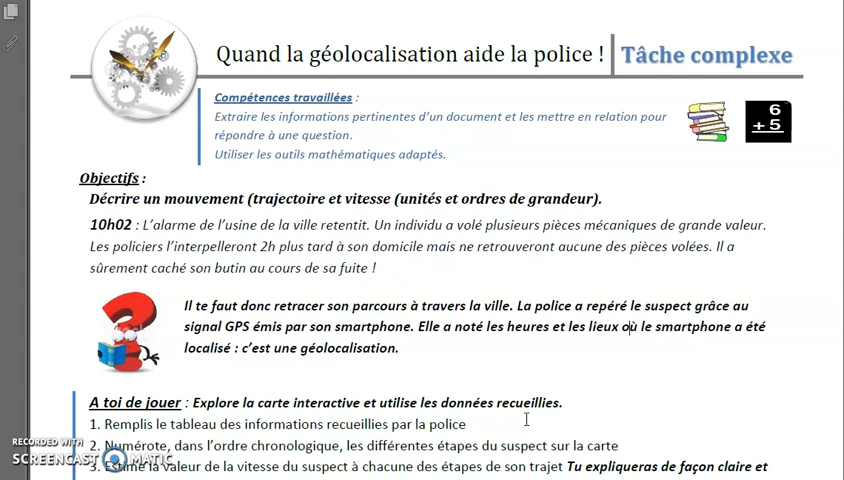 Quand la géolocalisation aide la police ! Tâche complexe
Compétences travaillées :
Extraire les informations pertinentes d'un document et les mettre en relation pour
répondre à une question.
Utiliser les outils mathématiques adaptés.
6
+ 5
Objectifs :
Décrire un mouvement (trajectoire et vitesse (unités et ordres de grandeur).
10h02 : L'alarme de l'usine de la ville retentit. Un individu a volé plusieurs pièces mécaniques de grande valeur.
Les policiers l'interpelleront 2h plus tard à son domicile mais ne retrouveront aucune des pièces volées. Il a
sûrement caché son butin au cours de sa fuite !
Il te faut donc retracer son parcours à travers la ville. La police a repéré le suspect grâce au
signal GPS émis par son smartphone. Elle a noté les heures et les lieux où le smartphone a été
localisé : c'est une géolocalisation.
A toi de jouer : Explore la carte interactive et utilise les données recueillies.
1. Remplis le tableau des informations recueillies par la police
2. Numérote, dans l'ordre chronologique, les différentes étapes du suspect sur la carte
3. Estime la valeur de la vitesse du suspect à chacune des étapes de son trajet Tu expliqueras de façon claire et
RECORDED WITH
SCREENCAST MATIC